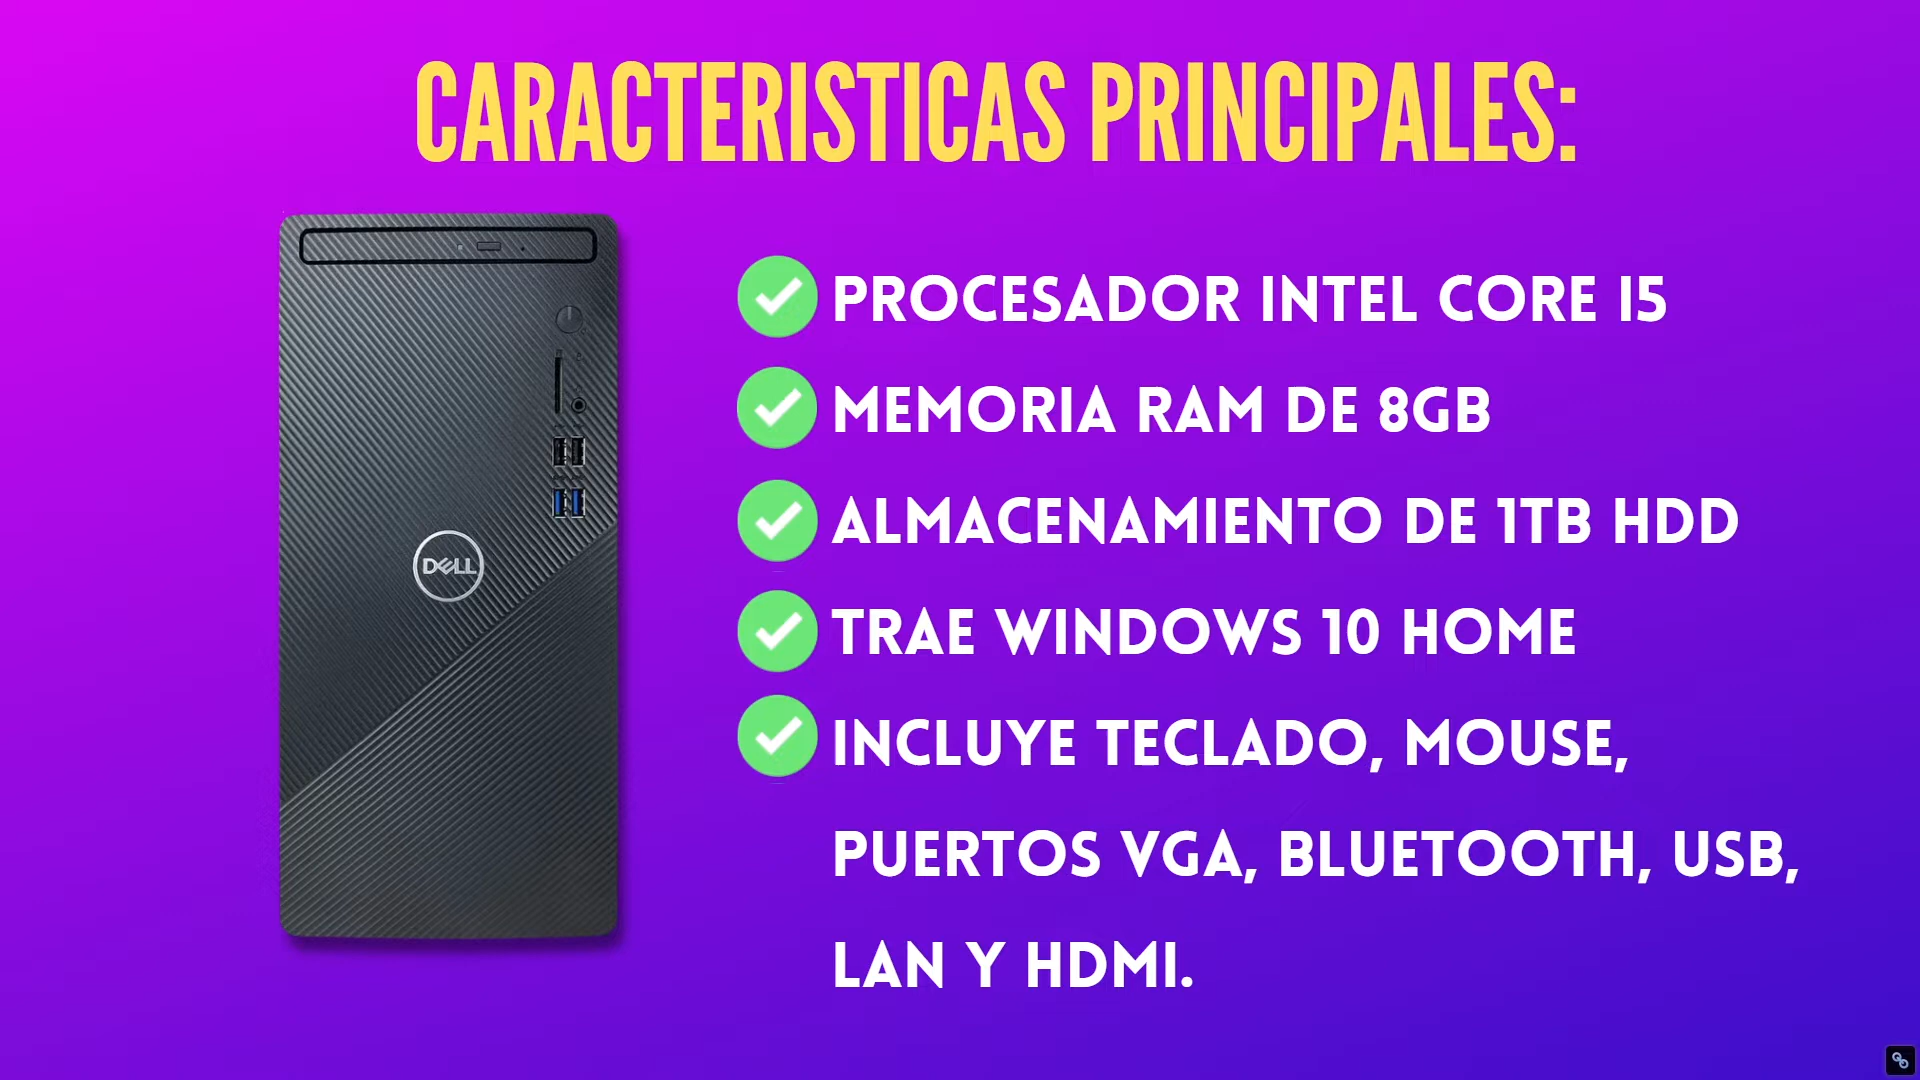 CARACTERISTICAS PRINCIPALES:
PROCESADOR INTEL CORE I5
MEMORIA RAM DE 8GB
ALMACENAMIENTO DE 1TB HDD
DELL
TRAE WINDOWS 10 HOME
INCLUYE TECLADO, MOUSE,
PUERTOS VGA, BLUETOOTH, USB,
LAN Y HDMI.